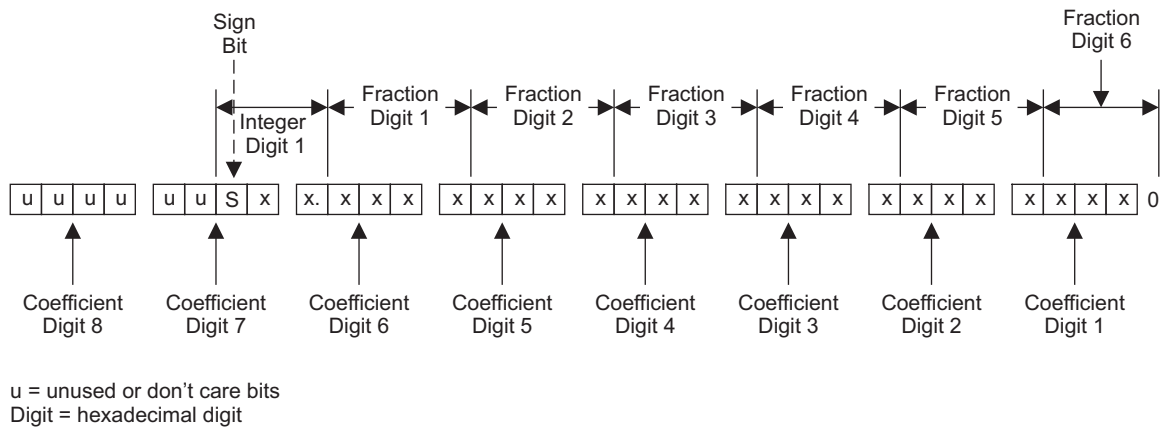 Sign
Bit
Fraction
Digit 6
Integer
Digit 1
Fraction
Digit 1
Fraction
Digit 2
Fraction
Digit 3
Fraction
Digit 4
Fraction
Digit 5
u u u u u u S x x. x x x x x x x x x x x x x x x x x x x x x x x 0
Coefficient
Digit 8
Coefficient
Digit 7
Coefficient
Digit 6
Coefficient
Digit 5
Coefficient
Digit 4
Coefficient
Digit 3
Coefficient
Digit 2
Coefficient
Digit 1
u = unused or don’t care bits
Digit = hexadecimal digit